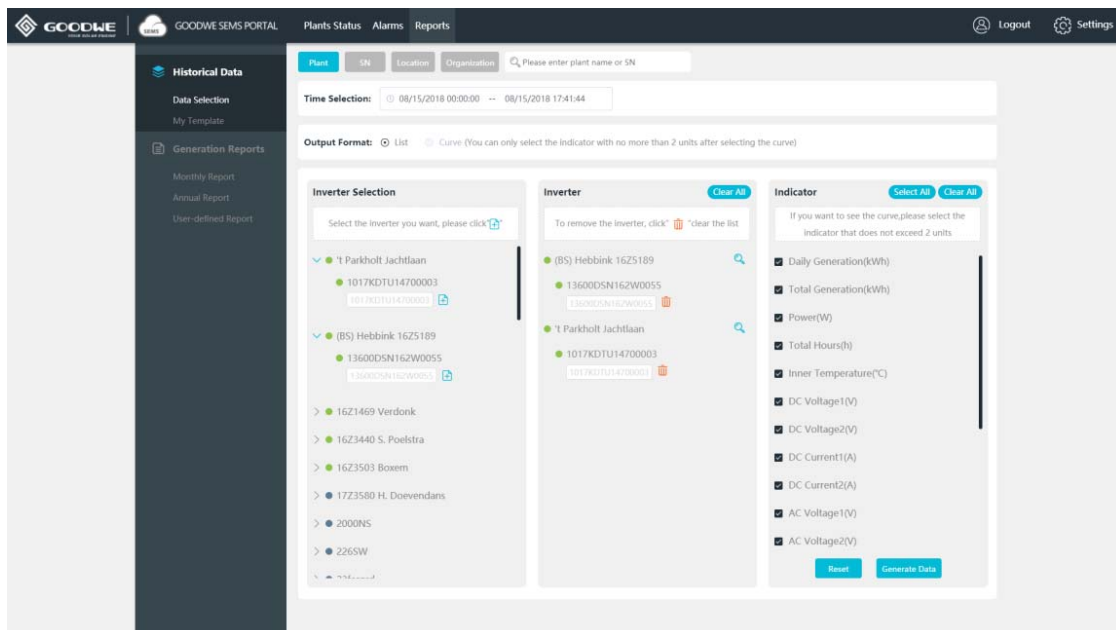 GOODWE
YOUR SOLAR ENGINE
SEMS
GOODWE SEMS PORTAL
Plants Status Alarms Reports
Logout Settings
Historical Data
Data Selection
My Template
Generation Reports
Monthly Report
Annual Report
User-defined Report
Plant SN Location Organization Please enter plant name or SN
Time Selection: 08/15/2018 00:00:00 -- 08/15/2018 17:41:44
Output Format: List Curve (You can only select the indicator with no more than 2 units after selecting the curve)
Inverter Selection
Select the inverter you want, please click" "
't Parkholt Jachtlaan
1017KDTU14700003
1017KDTU14700003
(BS) Hebbink 16Z5189
13600DSN162W0055
13600DSN162W0055
16Z1469 Verdonk
16Z3440 S. Poelstra
16Z3503 Boxem
17Z3580 H. Doevendans
2000NS
226SW
Inverter Clear All
To remove the inverter, click" "clear the list
(BS) Hebbink 16Z5189
13600DSN162W0055
13600DSN162W0055
't Parkholt Jachtlaan
1017KDTU14700003
1017KDTU14700003
Indicator Select All Clear All
If you want to see the curve,please select the
indicator that does not exceed 2 units
Daily Generation(kWh)
Total Generation(kWh)
Power(W)
Total Hours(h)
Inner Temperature(℃)
DC Voltage1(V)
DC Voltage2(V)
DC Current1(A)
DC Current2(A)
AC Voltage1(V)
AC Voltage2(V)
Reset Generate Data